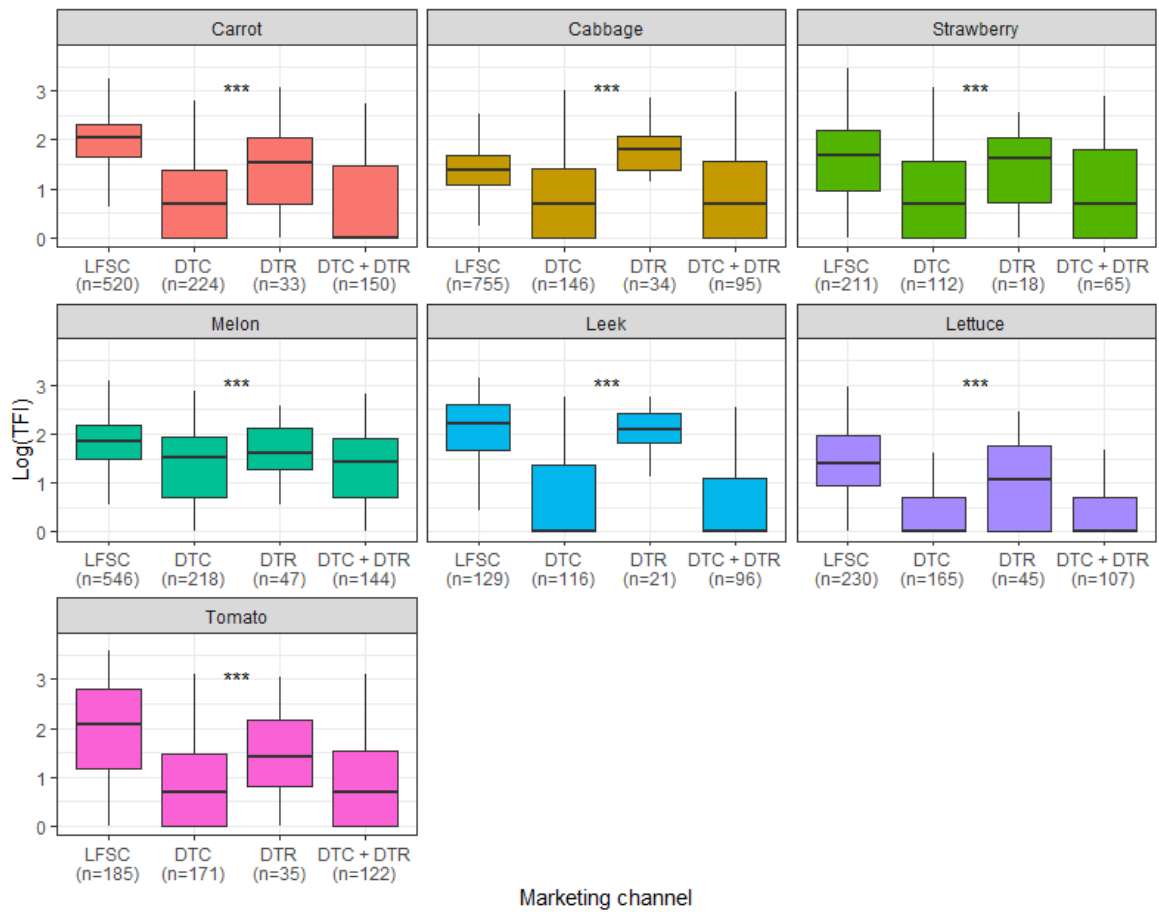 Carrot
Cabbage
Strawberry
***
***
***
3
2
1
0
LFSC DTC DTR DTC + DTR
(n=520) (n=224) (n=33) (n=150)
LFSC DTC DTR DTC + DTR
(n=755) (n=146) (n=34) (n=95)
LFSC DTC DTR DTC + DTR
(n=211) (n=112) (n=18) (n=65)
Melon
Leek
Lettuce
***
***
***
Log(TFI)
3
2
1
0
LFSC DTC DTR DTC + DTR
(n=546) (n=218) (n=47) (n=144)
LFSC DTC DTR DTC + DTR
(n=129) (n=116) (n=21) (n=96)
LFSC DTC DTR DTC + DTR
(n=230) (n=165) (n=45) (n=107)
Tomato
***
3
2
1
0
LFSC DTC DTR DTC + DTR
(n=185) (n=171) (n=35) (n=122)
Marketing channel